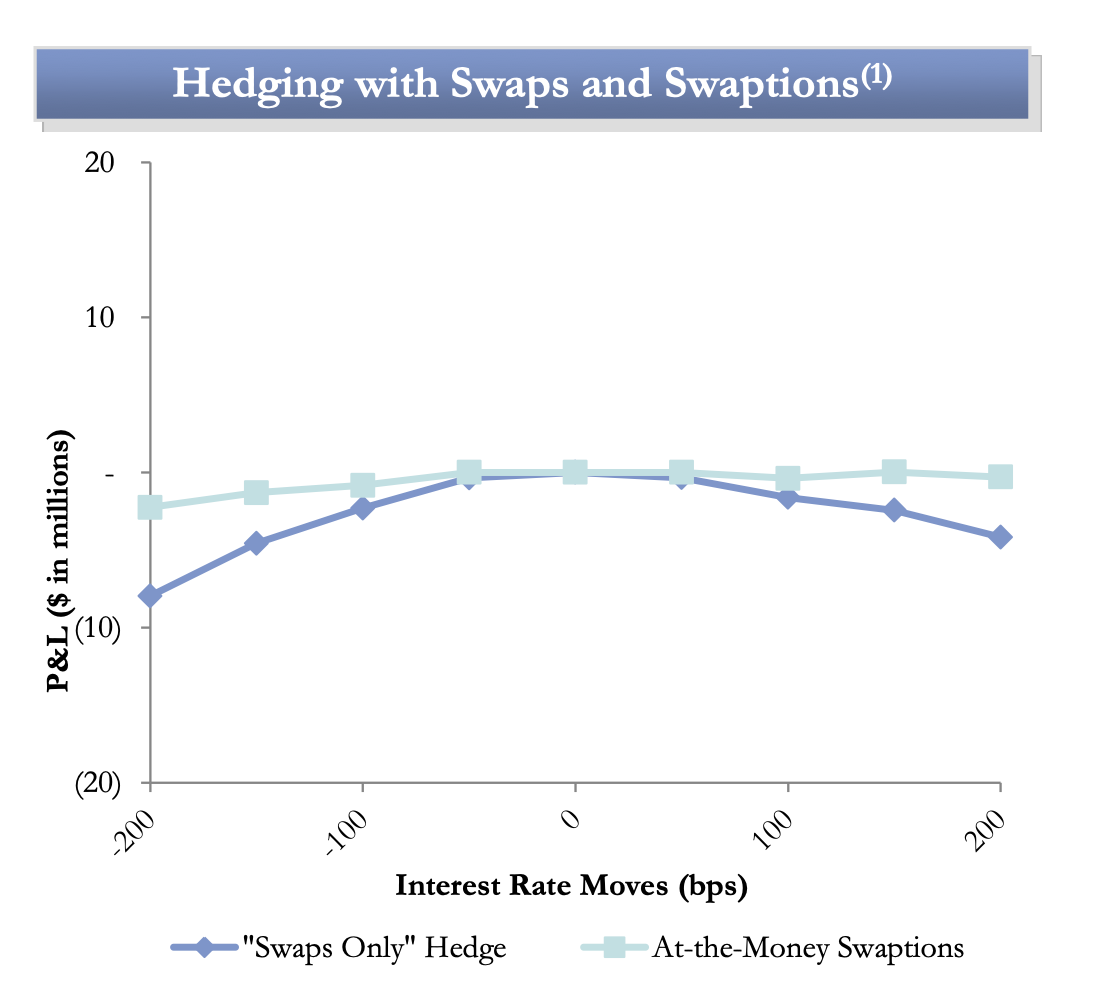 Hedging with Swaps and Swaptions(1)
20
10
-
(10)
(20)
P&L ($ in millions)
-200
-100
0
100
200
Interest Rate Moves (bps)
"Swaps Only" Hedge
At-the-Money Swaptions